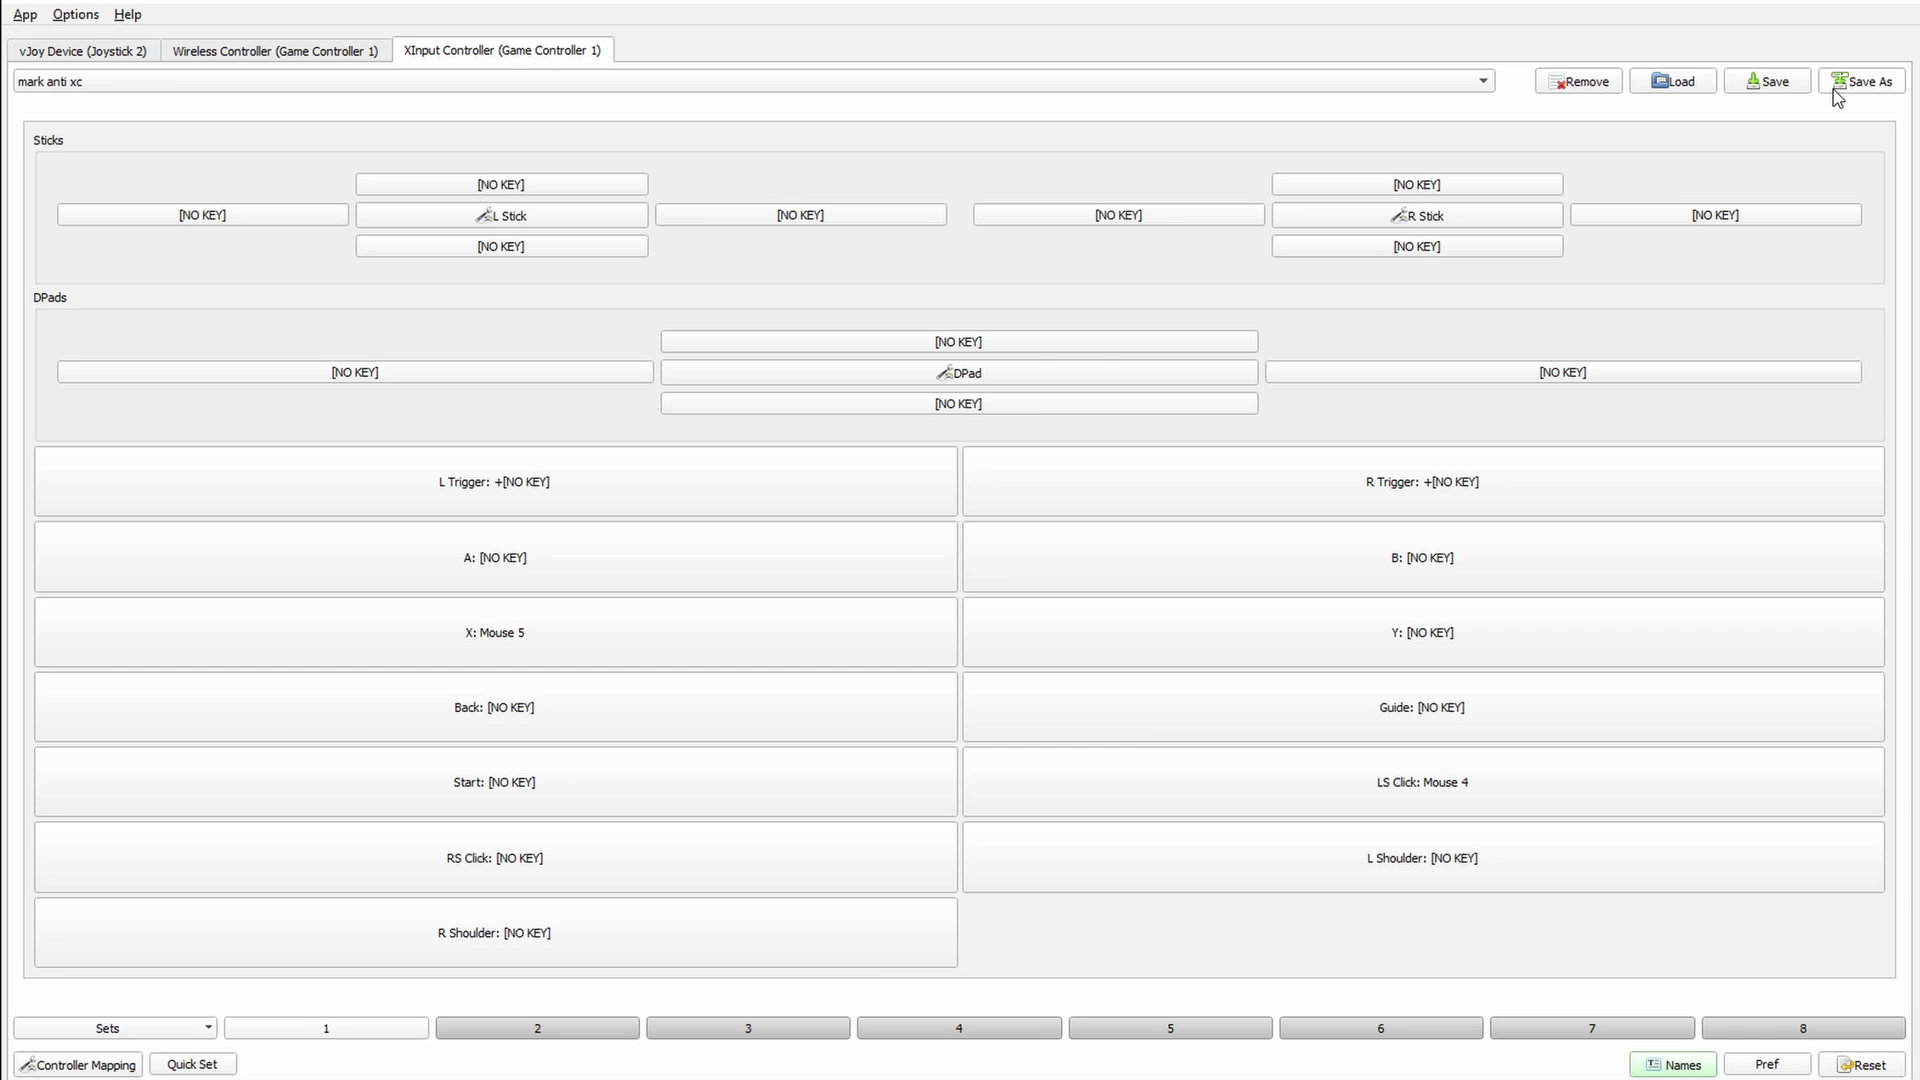 App Options Help
vJoy Device (Joystick 2) Wireless Controller (Game Controller 1) XInput Controller (Game Controller 1)
mark anti xc Remove Load Save Save As
Sticks
[NO KEY] [NO KEY]
[NO KEY] L Stick [NO KEY] [NO KEY] R Stick [NO KEY]
[NO KEY] [NO KEY]
DPads
[NO KEY]
[NO KEY] DPad [NO KEY]
[NO KEY]
L Trigger: +[NO KEY] R Trigger: +[NO KEY]
A: [NO KEY] B: [NO KEY]
X: Mouse 5 Y: [NO KEY]
Back: [NO KEY] Guide: [NO KEY]
Start: [NO KEY] LS Click: Mouse 4
RS Click: [NO KEY] L Shoulder: [NO KEY]
R Shoulder: [NO KEY]
Sets 1 2 3 4 5 6 7 8
Controller Mapping Quick Set Names Pref Reset